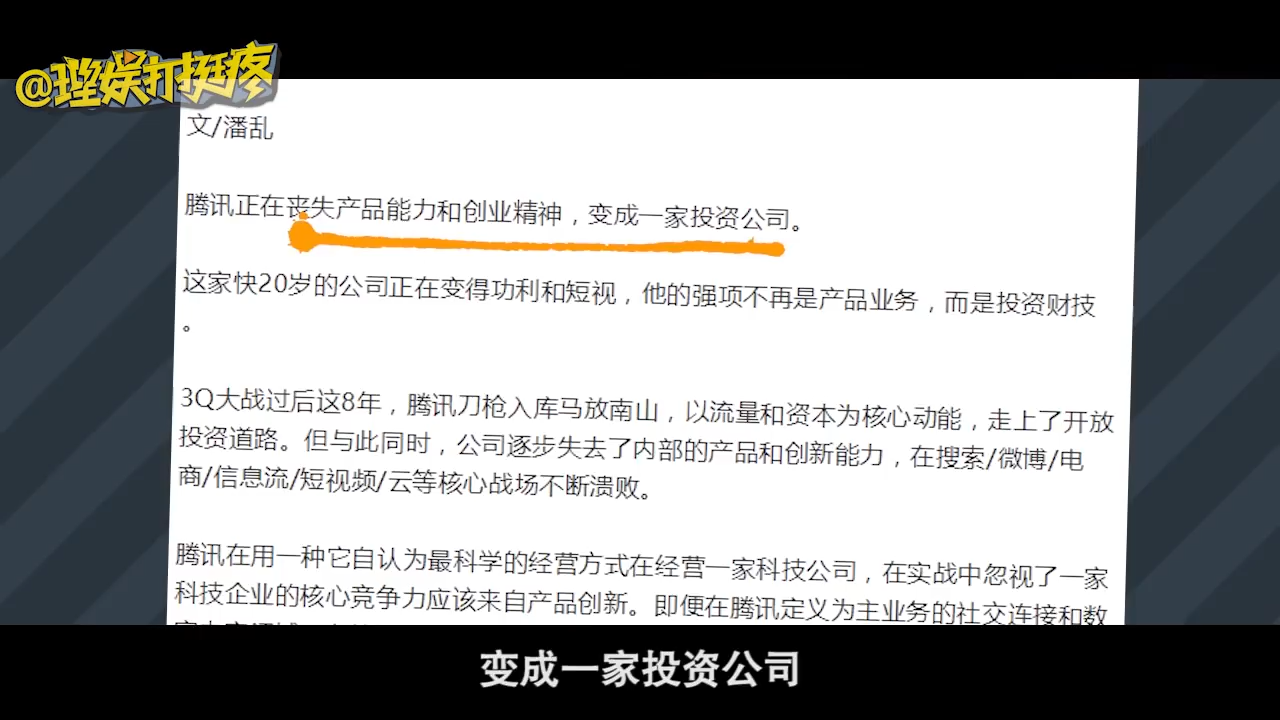 @理娱打挺疼
文/潘乱
腾讯正在丧失产品能力和创业精神，变成一家投资公司。
这家快20岁的公司正在变得功利和短视，他的强项不再是产品业务，而是投资财技
。
3Q大战过后这8年，腾讯刀枪入库马放南山，以流量和资本为核心动能，走上了开放
投资道路。但与此同时，公司逐步失去了内部的产品和创新能力，在搜索/微博/电
商/信息流/短视频/云等核心战场不断溃败。
腾讯在用一种它自认为最科学的经营方式在经营一家科技公司，在实战中忽视了一家
科技企业的核心竞争力应该来自产品创新。即便在腾讯定义为主业务的社交连接和数
变成一家投资公司